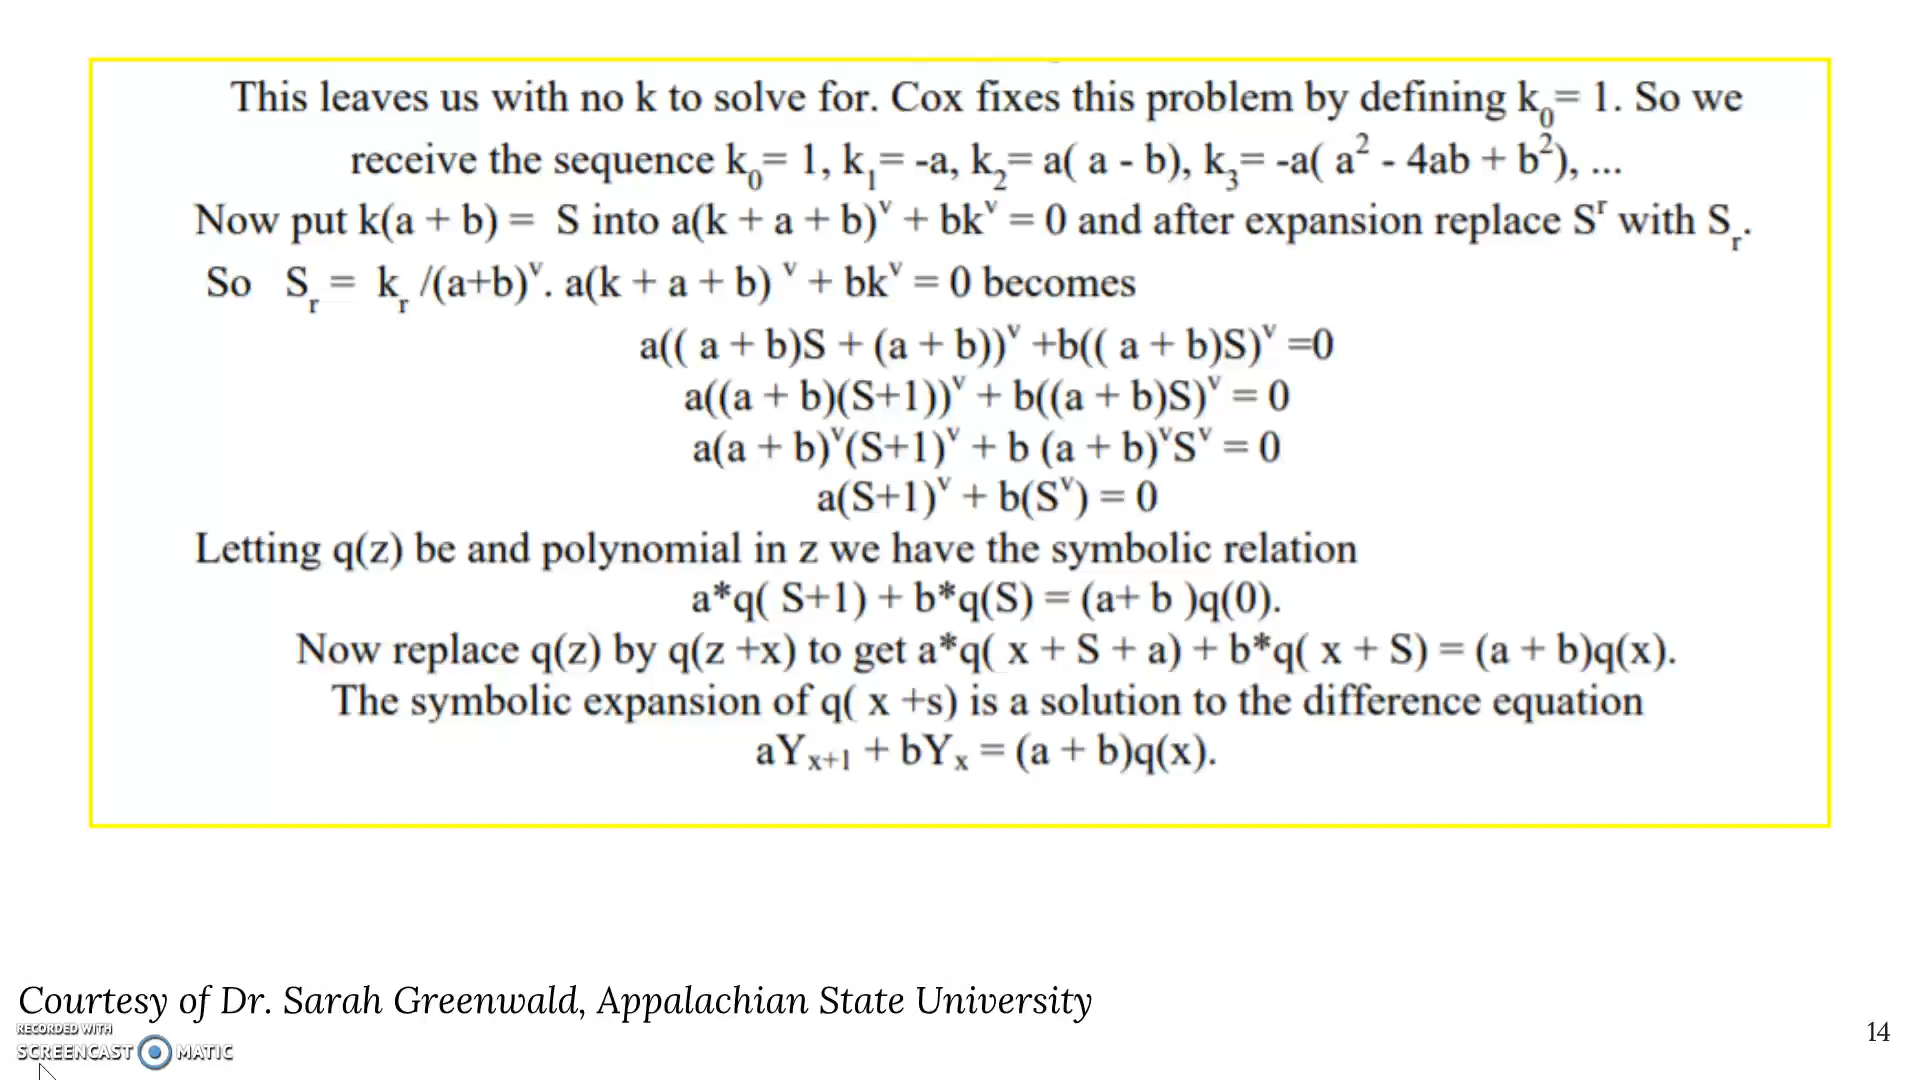 This leaves us with no k to solve for. Cox fixes this problem by defining k₀= 1. So we
receive the sequence k₀= 1, k₁= -a, k₂= a( a - b), k₃= -a( a² - 4ab + b²), ...
Now put k(a + b) = S into a(k + a + b)ᵛ + bkᵛ = 0 and after expansion replace Sʳ with Sᵣ.
So Sᵣ = kᵣ /(a+b)ᵛ. a(k + a + b) ᵛ + bkᵛ = 0 becomes
a(( a + b)S + (a + b))ᵛ +b(( a + b)S)ᵛ =0
a((a + b)(S+1))ᵛ + b((a + b)S)ᵛ = 0
a(a + b)ᵛ(S+1)ᵛ + b (a + b)ᵛSᵛ = 0
a(S+1)ᵛ + b(Sᵛ) = 0
Letting q(z) be and polynomial in z we have the symbolic relation
a*q( S+1) + b*q(S) = (a+ b )q(0).
Now replace q(z) by q(z +x) to get a*q( x + S + a) + b*q( x + S) = (a + b)q(x).
The symbolic expansion of q( x +s) is a solution to the difference equation
aYₓ₊₁ + bYₓ = (a + b)q(x).
Courtesy of Dr. Sarah Greenwald, Appalachian State University
RECORDED WITH
SCREENCAST MATIC
14